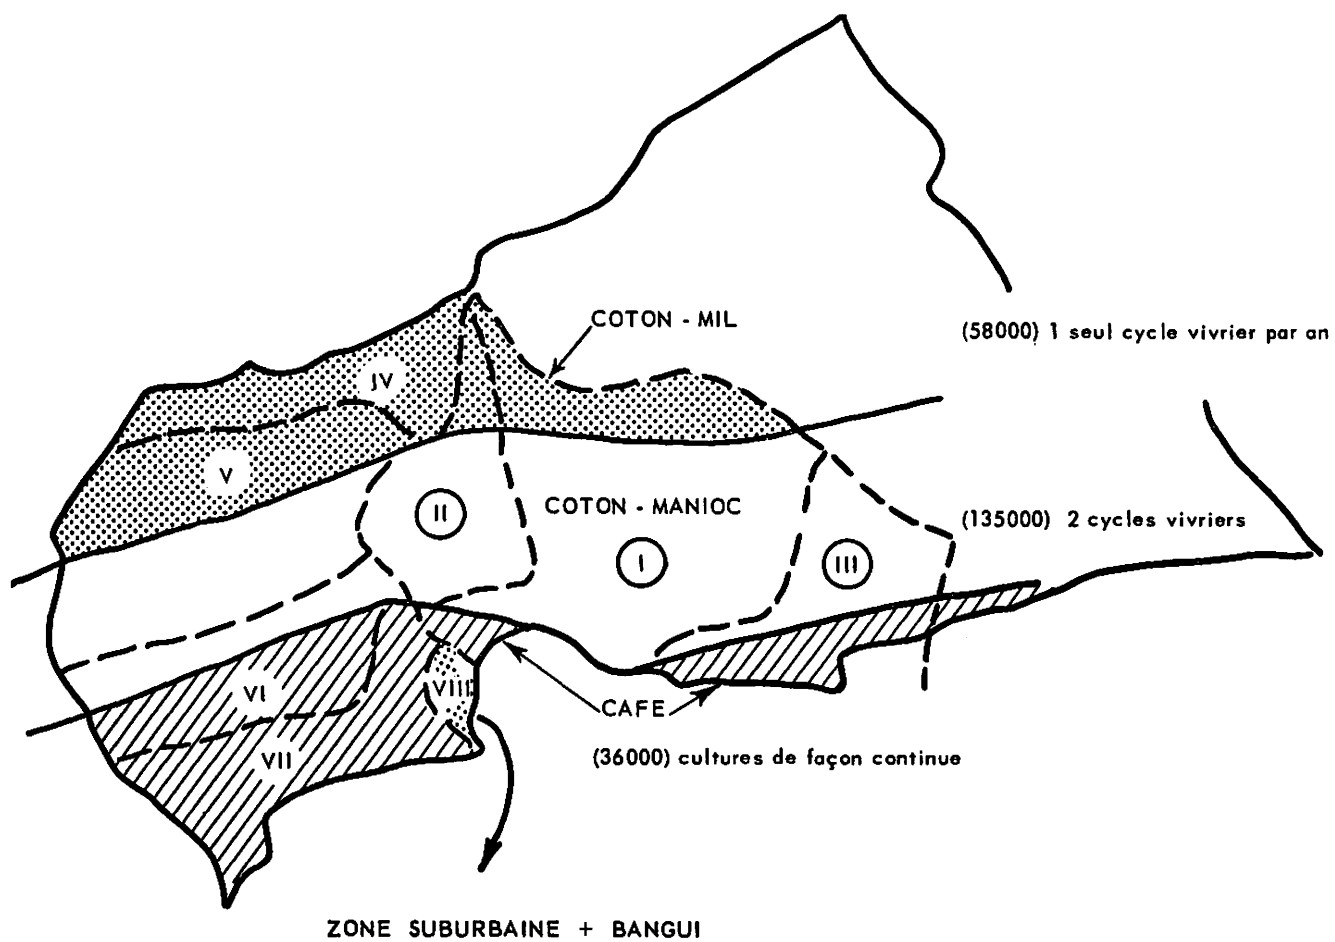 COTON - MIL
(58000) 1 seul cycle vivrier par an
IV
V
II
COTON - MANIOC
(135000) 2 cycles vivriers
I
III
VI
VIII
CAFE
VII
(36000) cultures de façon continue
ZONE SUBURBAINE + BANGUI